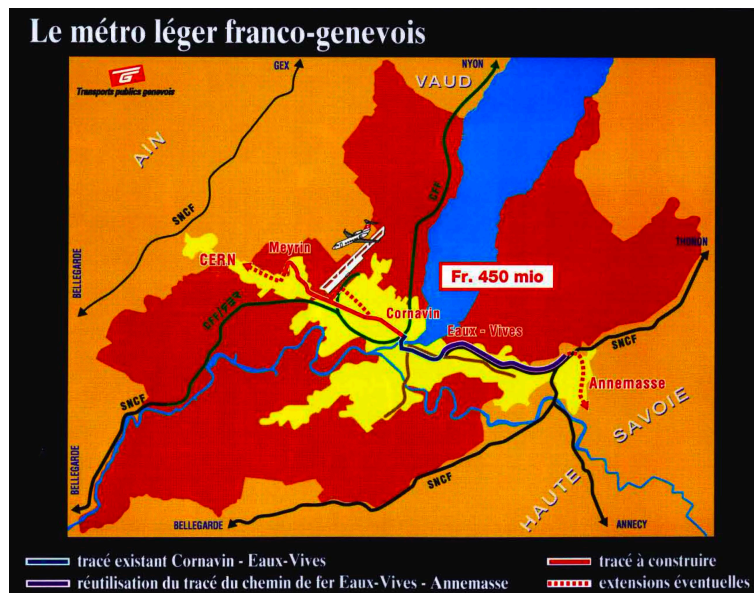 Le métro léger franco-genevois
GEX
NYON
VAUD
Transports publics genevois
AIN
SNCF
CFF
BELLEGARDE
CERN
Meyrin
THONON
Fr. 450 mio
Cornavin
Eaux - Vives
SNCF
Annemasse
SNCF
BELLEGARDE
SNCF
BELLEGARDE
HAUTE SAVOIE
ANNECY
tracé existant Cornavin - Eaux-Vives
tracé à construire
réutilisation du tracé du chemin de fer Eaux-Vives - Annemasse
extensions éventuelles